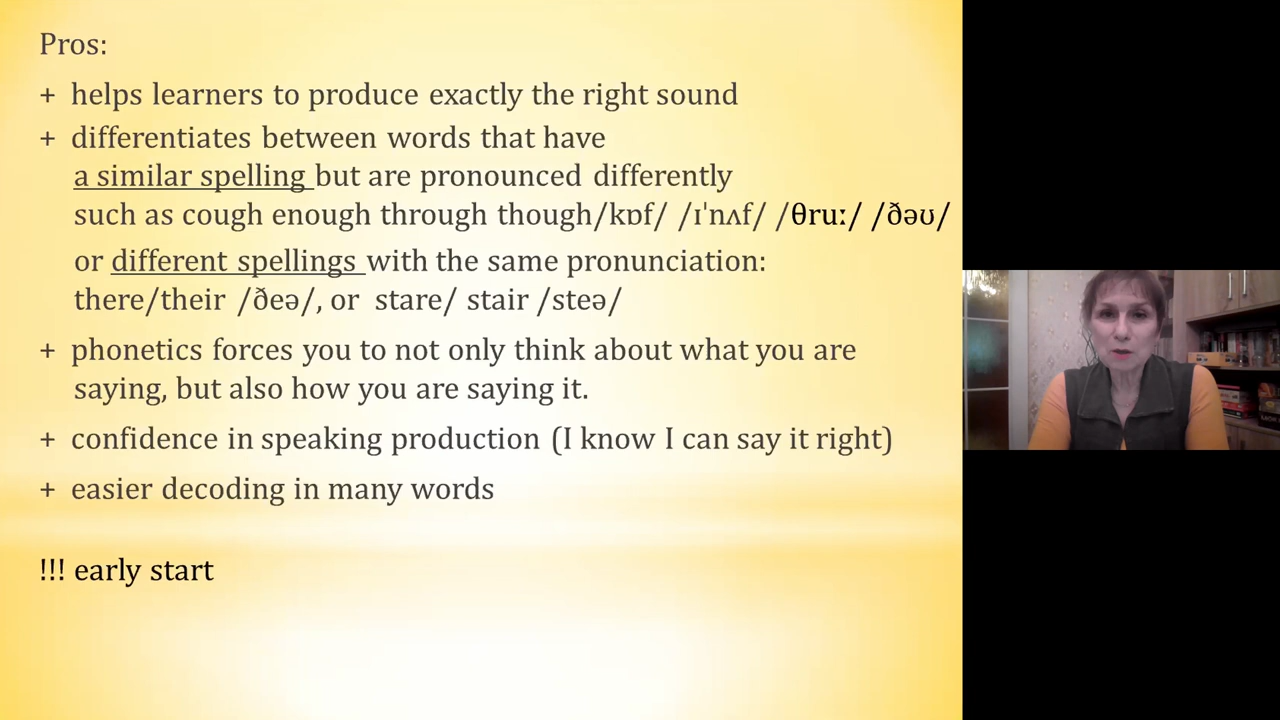 Pros:
+ helps learners to produce exactly the right sound
+ differentiates between words that have
a similar spelling but are pronounced differently
such as cough enough through though/kɒf/ /ɪˈnʌf/ /θruː/ /ðəʊ/
or different spellings with the same pronunciation:
there/their /ðeə/, or stare/ stair /steə/
+ phonetics forces you to not only think about what you are
saying, but also how you are saying it.
+ confidence in speaking production (I know I can say it right)
+ easier decoding in many words
!!! early start